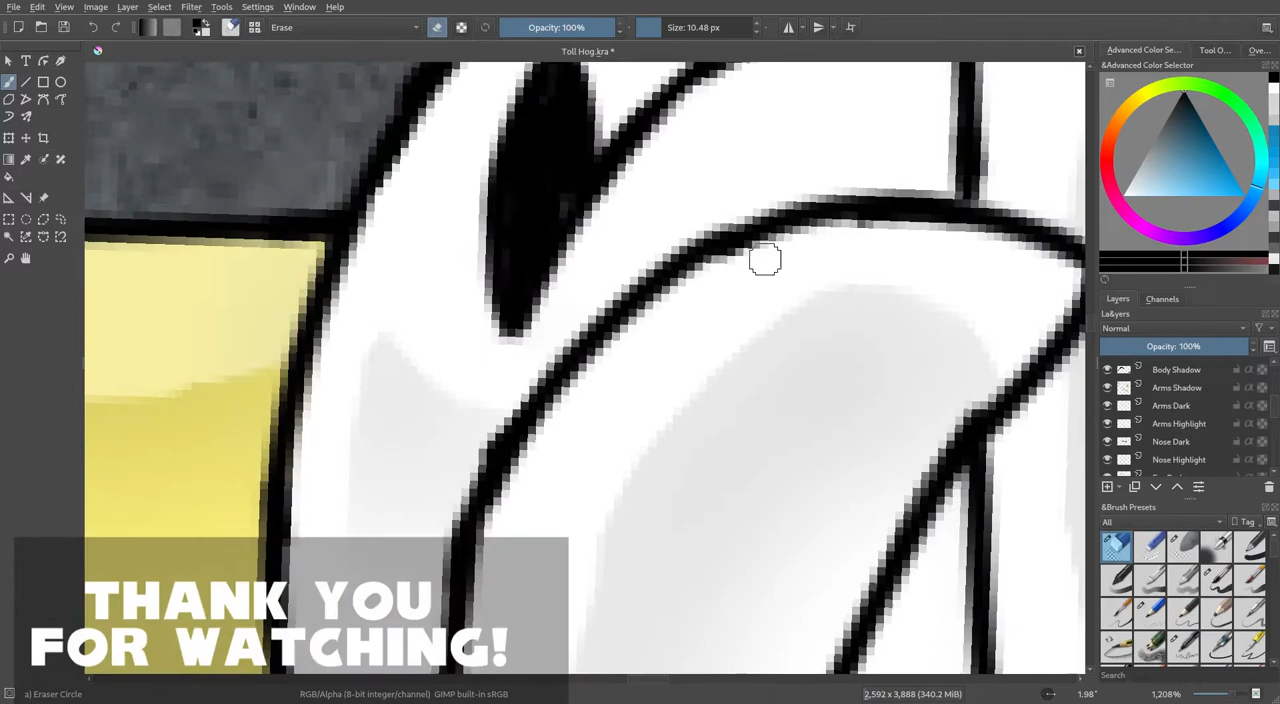 File Edit View Image Layer Select Filter Tools Settings Window Help
Erase Opacity: 100% Size: 10.48 px
Toll Hog.kra *
Advanced Color Se... Tool O... Ove...
&Advanced Color Selector
Layers Channels
La&yers
Normal
Opacity: 100%
Body Shadow
Arms Shadow
Arms Dark
Arms Highlight
Nose Dark
Nose Highlight
&Brush Presets
All Tag
THANK YOU
FOR WATCHING!
Search
a) Eraser Circle RGB/Alpha (8-bit integer/channel) GIMP built-in sRGB 2,592 x 3,888 (340.2 MiB) 1.98° 1,208%